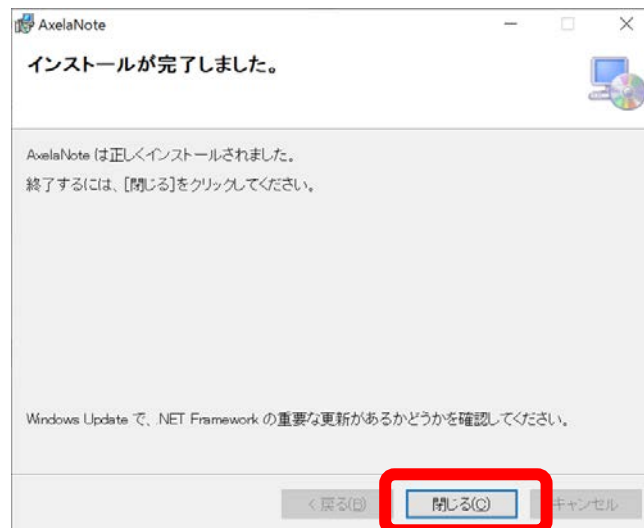 AxelaNote
インストールが完了しました。
AxelaNote は正しくインストールされました。
終了するには、[閉じる]をクリックしてください。
Windows Update で、.NET Framework の重要な更新があるかどうかを確認してください。
< 戻る(B) 閉じる(C) キャンセル